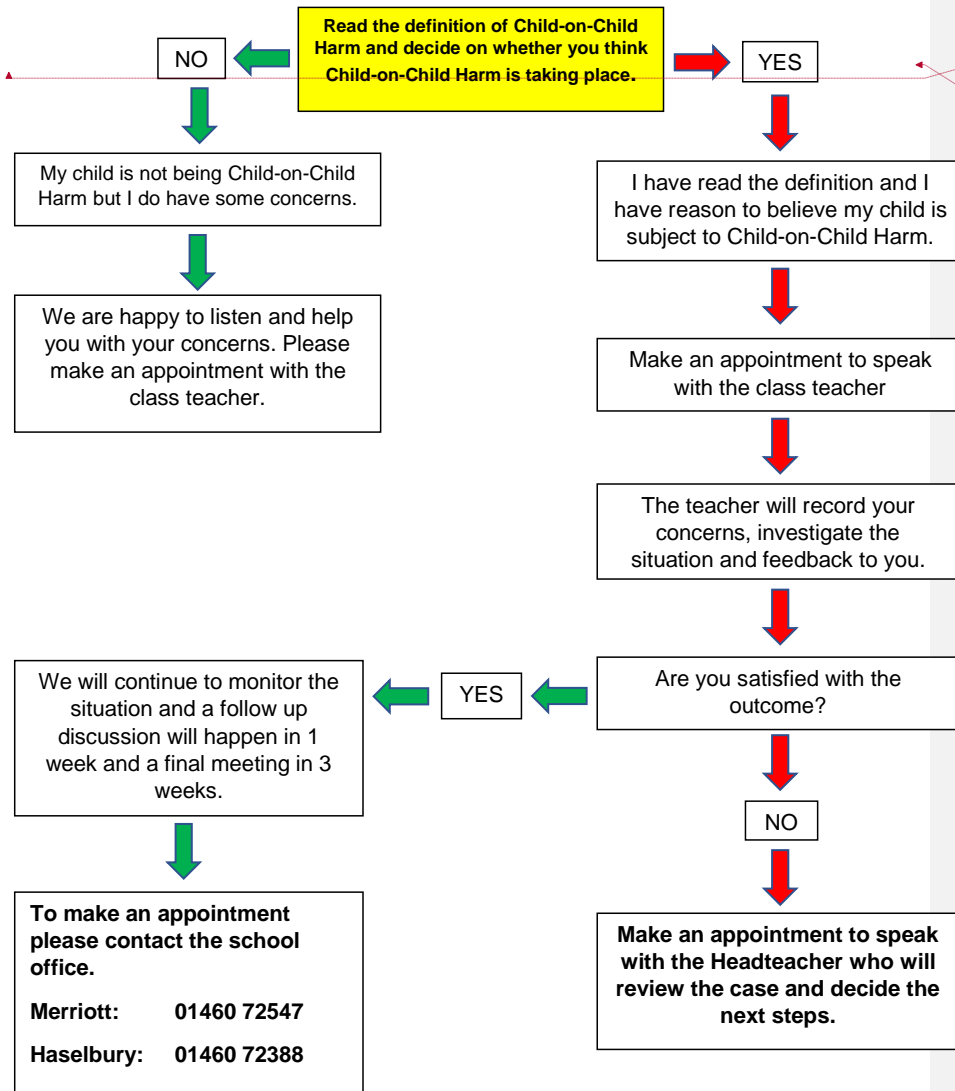 Read the definition of Child-on-Child
Harm and decide on whether you think
Child-on-Child Harm is taking place.
NO
YES
My child is not being Child-on-Child
Harm but I do have some concerns.
I have read the definition and I
have reason to believe my child is
subject to Child-on-Child Harm.
We are happy to listen and help
you with your concerns. Please
make an appointment with the
class teacher.
Make an appointment to speak
with the class teacher
The teacher will record your
concerns, investigate the
situation and feedback to you.
Are you satisfied with the
outcome?
YES
We will continue to monitor the
situation and a follow up
discussion will happen in 1
week and a final meeting in 3
weeks.
NO
To make an appointment
please contact the school
office.
Merriott: 01460 72547
Haselbury: 01460 72388
Make an appointment to speak
with the Headteacher who will
review the case and decide the
next steps.